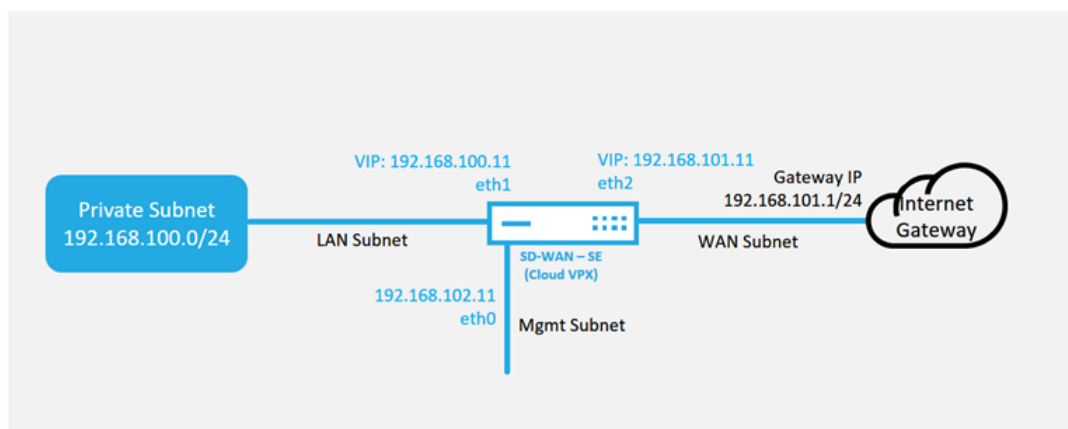 Private Subnet
192.168.100.0/24
LAN Subnet
VIP: 192.168.100.11
eth1
VIP: 192.168.101.11
eth2
SD-WAN – SE
(Cloud VPX)
192.168.102.11
eth0
Mgmt Subnet
Gateway IP
192.168.101.1/24
WAN Subnet
Internet
Gateway